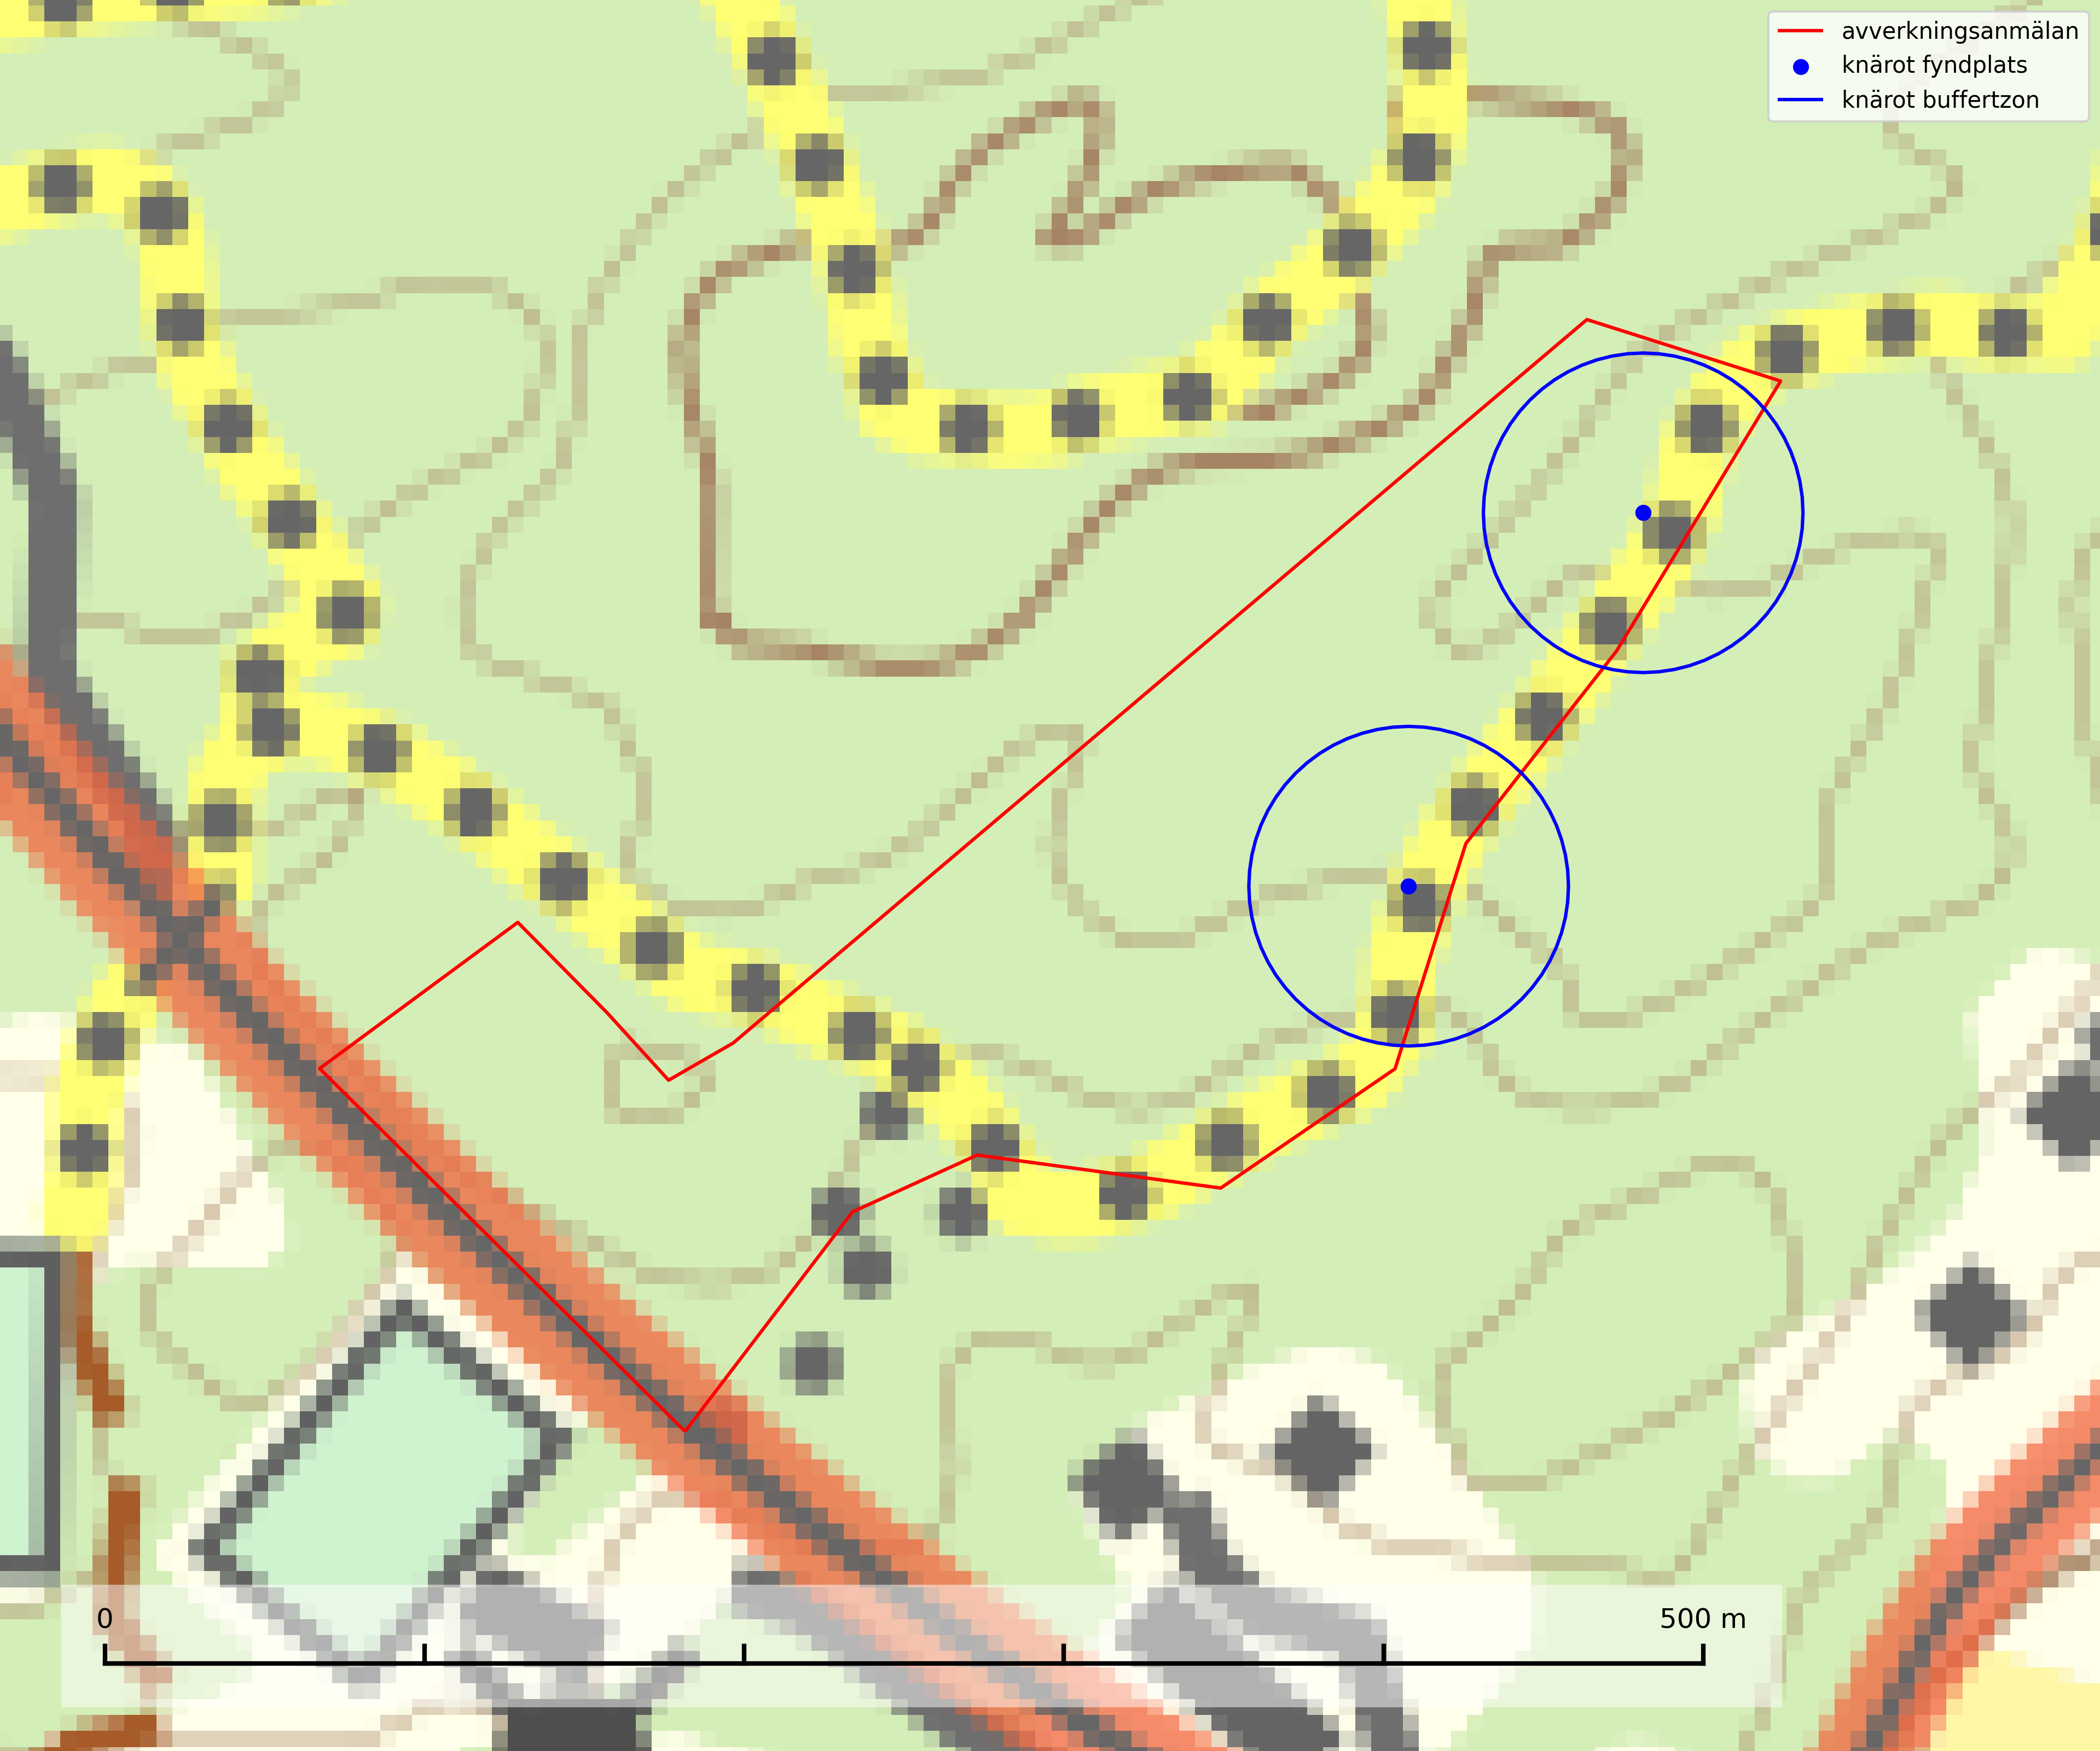 avverkningsanmälan
knärot fyndplats
knärot buffertzon
0
500 m